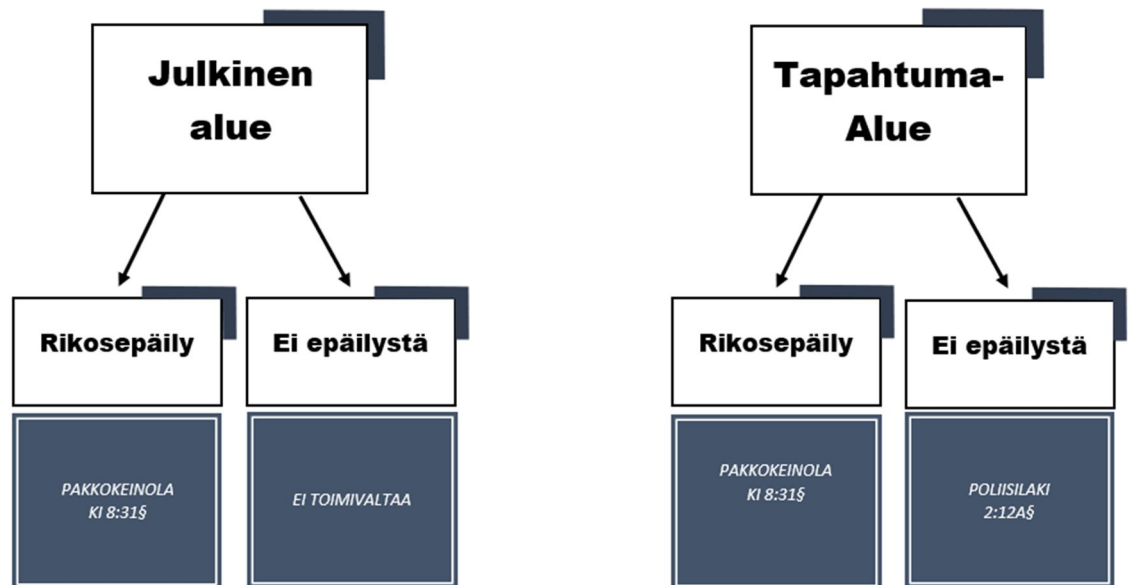 Julkinen
alue
Rikosepäily
Ei epäilystä
PAKKOKEINOLA
KI 8:31§
EI TOIMIVALTAA
Tapahtuma-
Alue
Rikosepäily
Ei epäilystä
PAKKOKEINOLA
KI 8:31§
POLIISILAKI
2:12A§